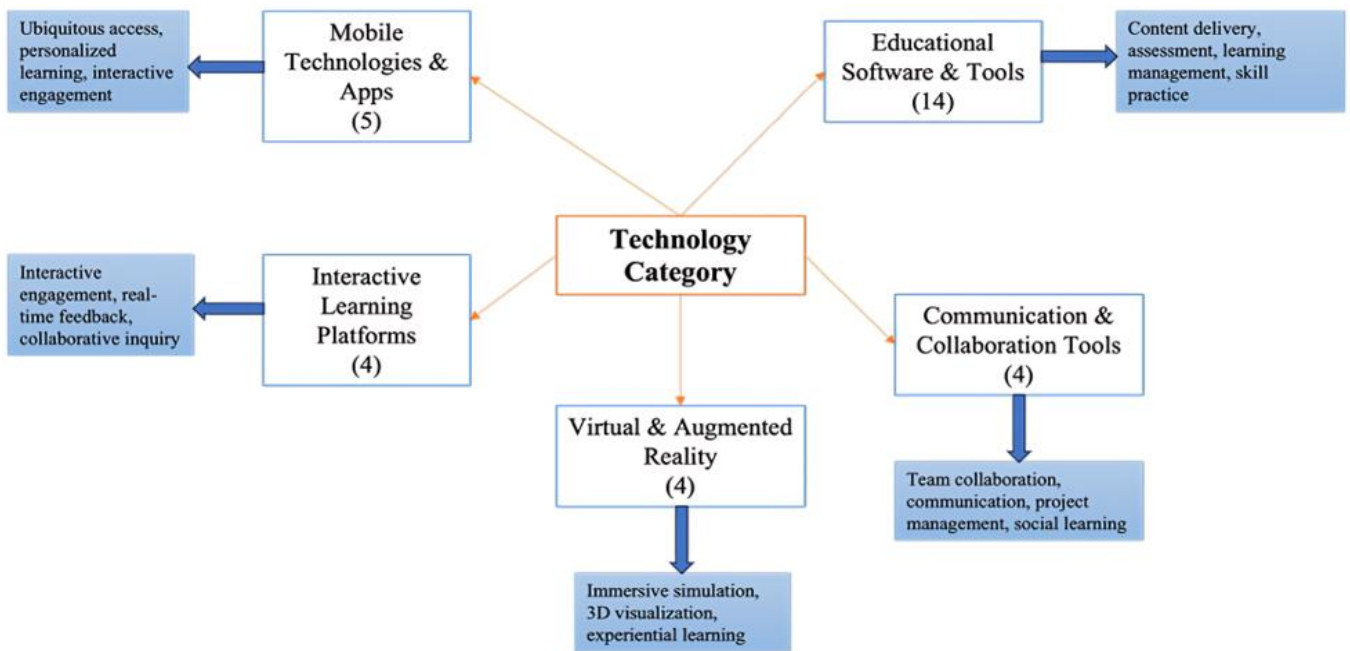 Ubiquitous access,
personalized
learning, interactive
engagement
Mobile
Technologies &
Apps
(5)
Educational
Software & Tools
(14)
Content delivery,
assessment, learning
management, skill
practice
Technology
Category
Interactive
engagement, real-
time feedback,
collaborative inquiry
Interactive
Learning
Platforms
(4)
Communication &
Collaboration Tools
(4)
Virtual & Augmented
Reality
(4)
Team collaboration,
communication, project
management, social learning
Immersive simulation,
3D visualization,
experiential learning